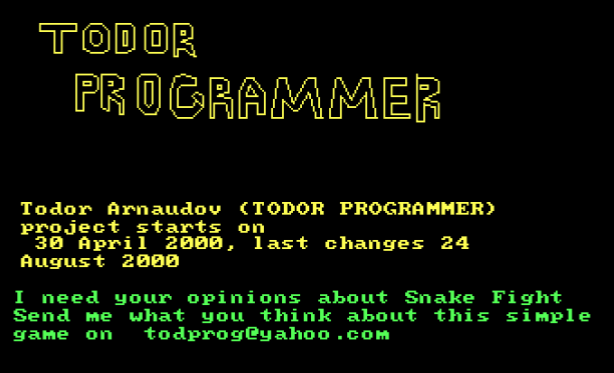 TODOR
PROGRAMMER
Todor Arnaudov (TODOR PROGRAMMER)
project starts on
30 April 2000, last changes 24
August 2000
I need your opinions about Snake Fight
Send me what you think about this simple
game on todprog@yahoo.com